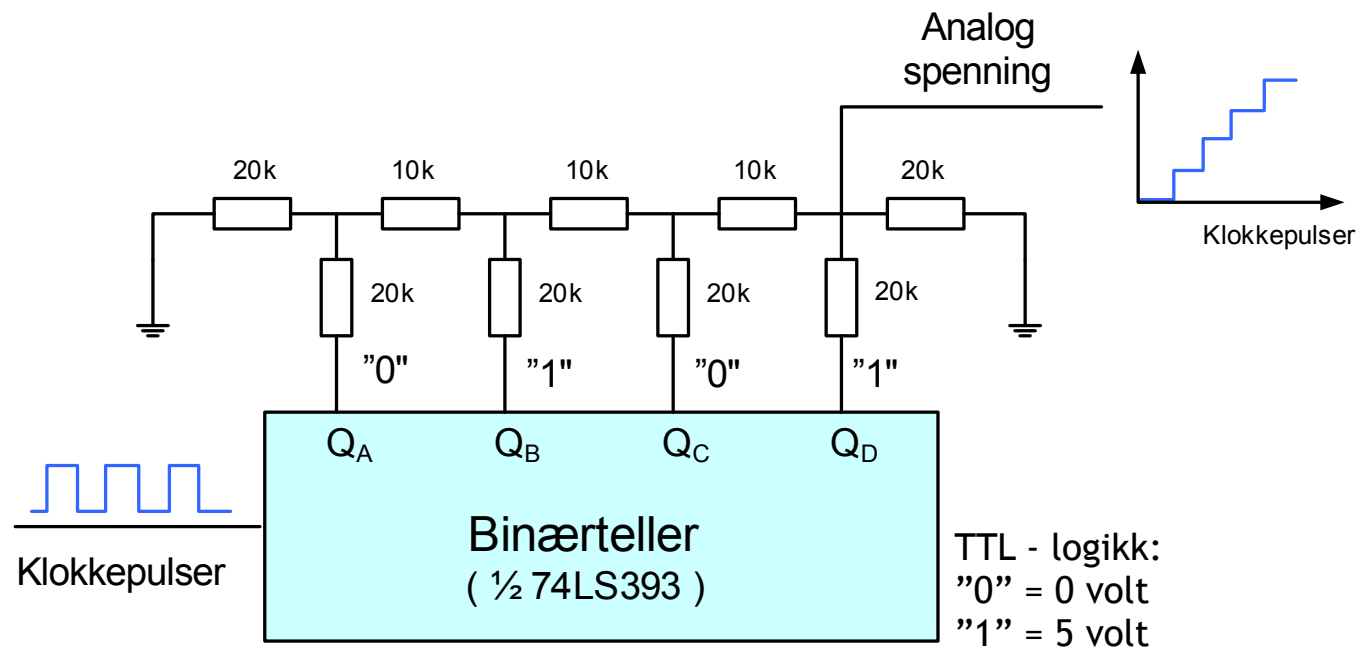 Analog
spenning
Klokkepulser
20k 10k 10k 10k 20k
20k 20k 20k 20k
”0" ”1" ”0" ”1"
QA QB QC QD
Binærteller
( ½ 74LS393 )
Klokkepulser
TTL - logikk:
”0” = 0 volt
”1” = 5 volt